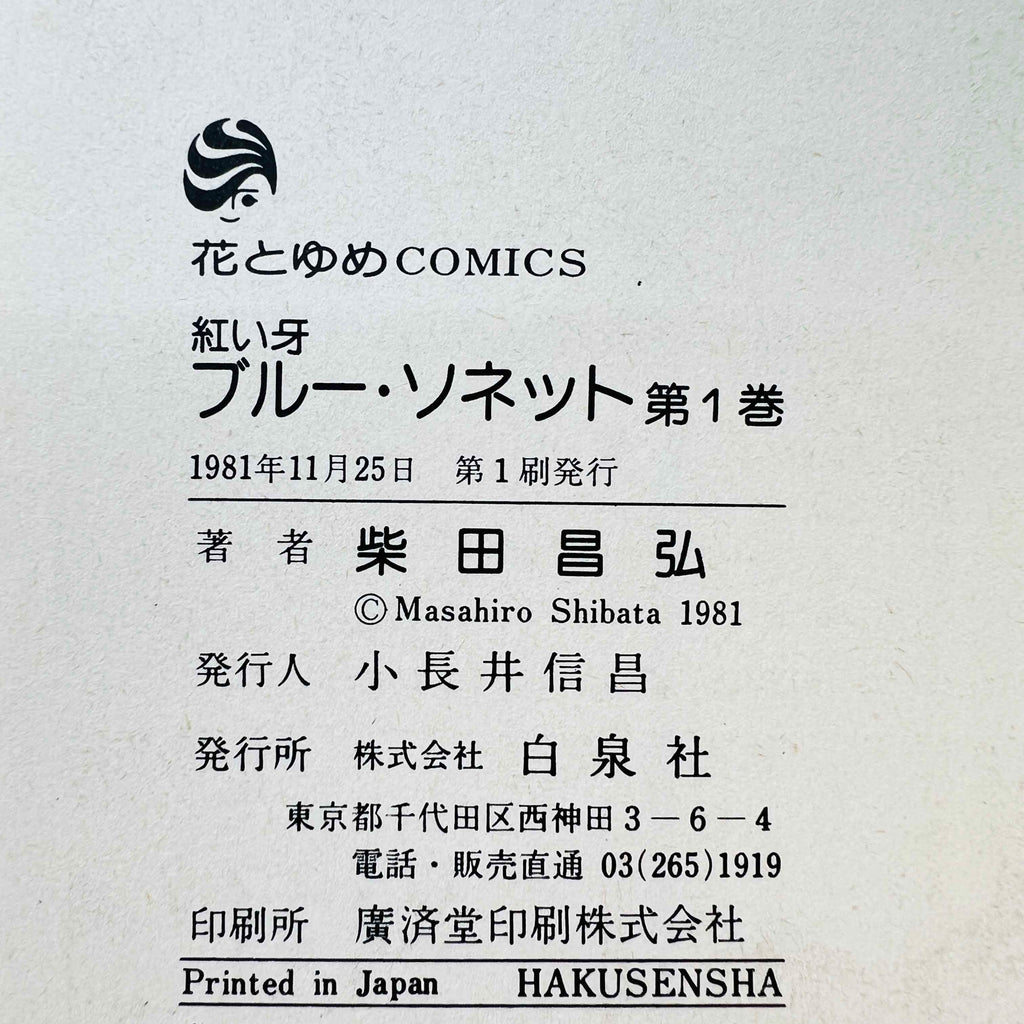 花とゆめCOMICS
紅い牙
ブルー・ソネット 第1巻
1981年11月25日 第1刷発行
著者 柴田昌弘
©Masahiro Shibata 1981
発行人 小長井信昌
発行所 株式会社 白泉社
東京都千代田区西神田3－6－4
電話・販売直通 03(265)1919
印刷所 廣済堂印刷株式会社
Printed in Japan HAKUSENSHA